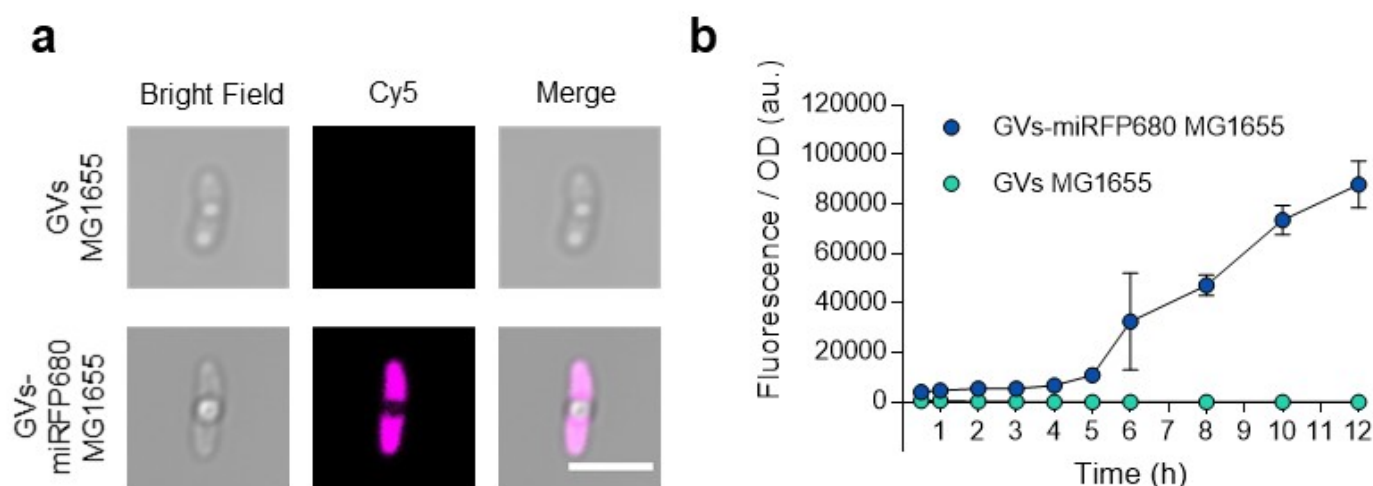 a
Bright Field Cy5 Merge
GVs
MG1655
GVs-
miRFP680
MG1655
b
Fluorescence / OD (au.)
120000
100000
80000
60000
40000
20000
0
GVs-miRFP680 MG1655
GVs MG1655
1 2 3 4 5 6 7 8 9 10 11 12
Time (h)